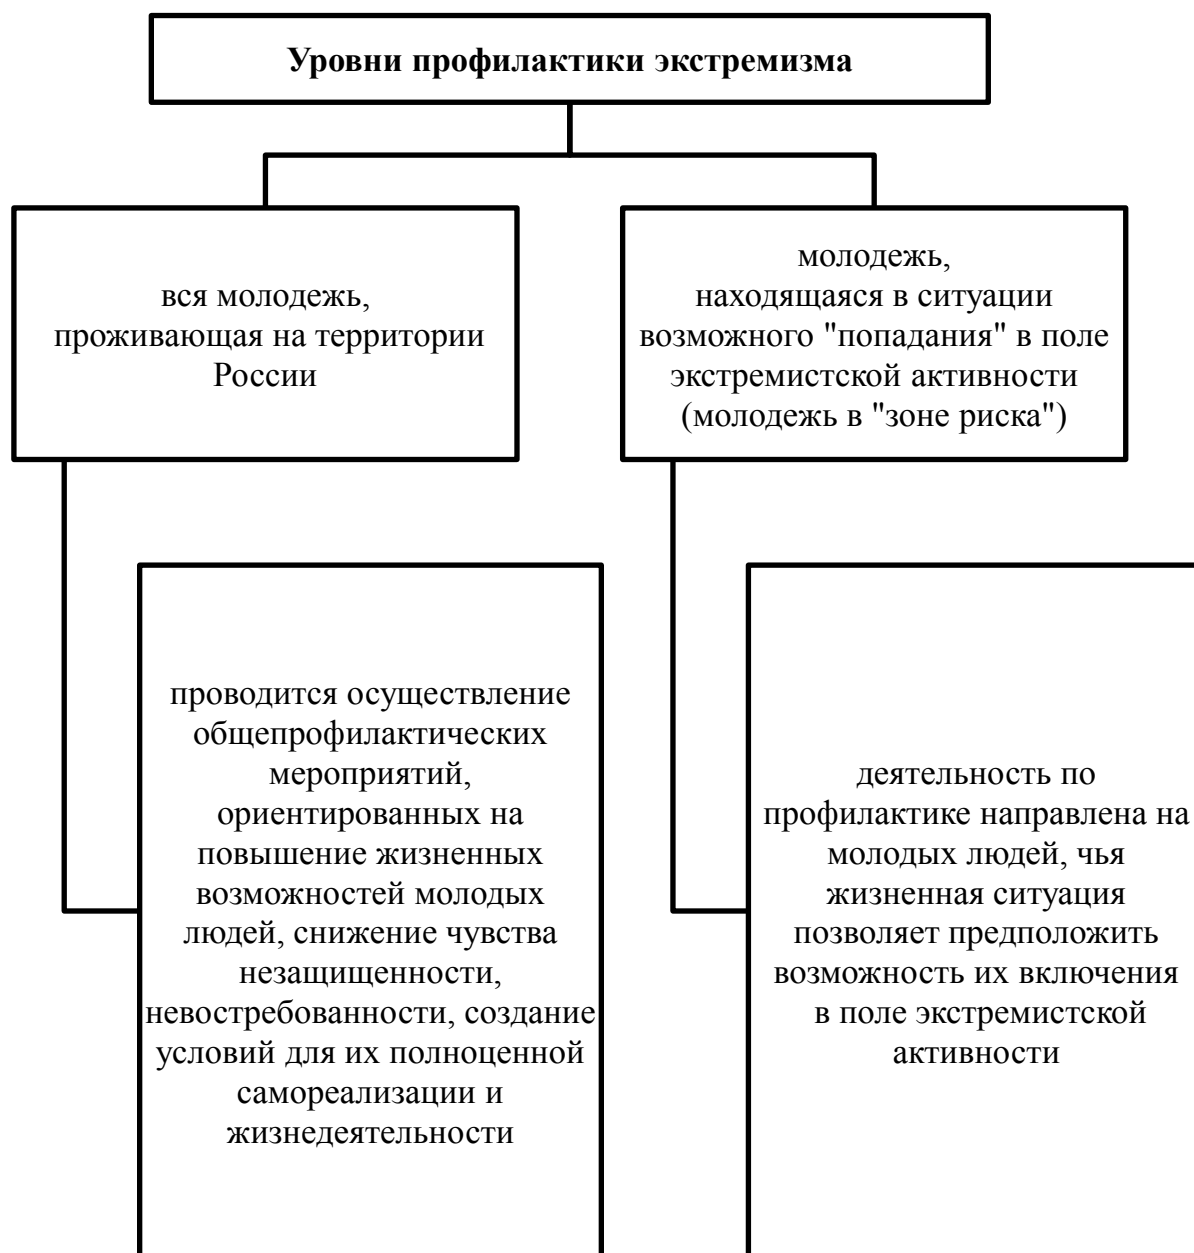 Уровни профилактики экстремизма
вся молодежь,
проживающая на территории
России
молодежь,
находящаяся в ситуации
возможного "попадания" в поле
экстремистской активности
(молодежь в "зоне риска")
проводится осуществление
общепрофилактических
мероприятий,
ориентированных на
повышение жизненных
возможностей молодых
людей, снижение чувства
незащищенности,
невостребованности, создание
условий для их полноценной
самореализации и
жизнедеятельности
деятельность по
профилактике направлена на
молодых людей, чья
жизненная ситуация
позволяет предположить
возможность их включения
в поле экстремистской
активности